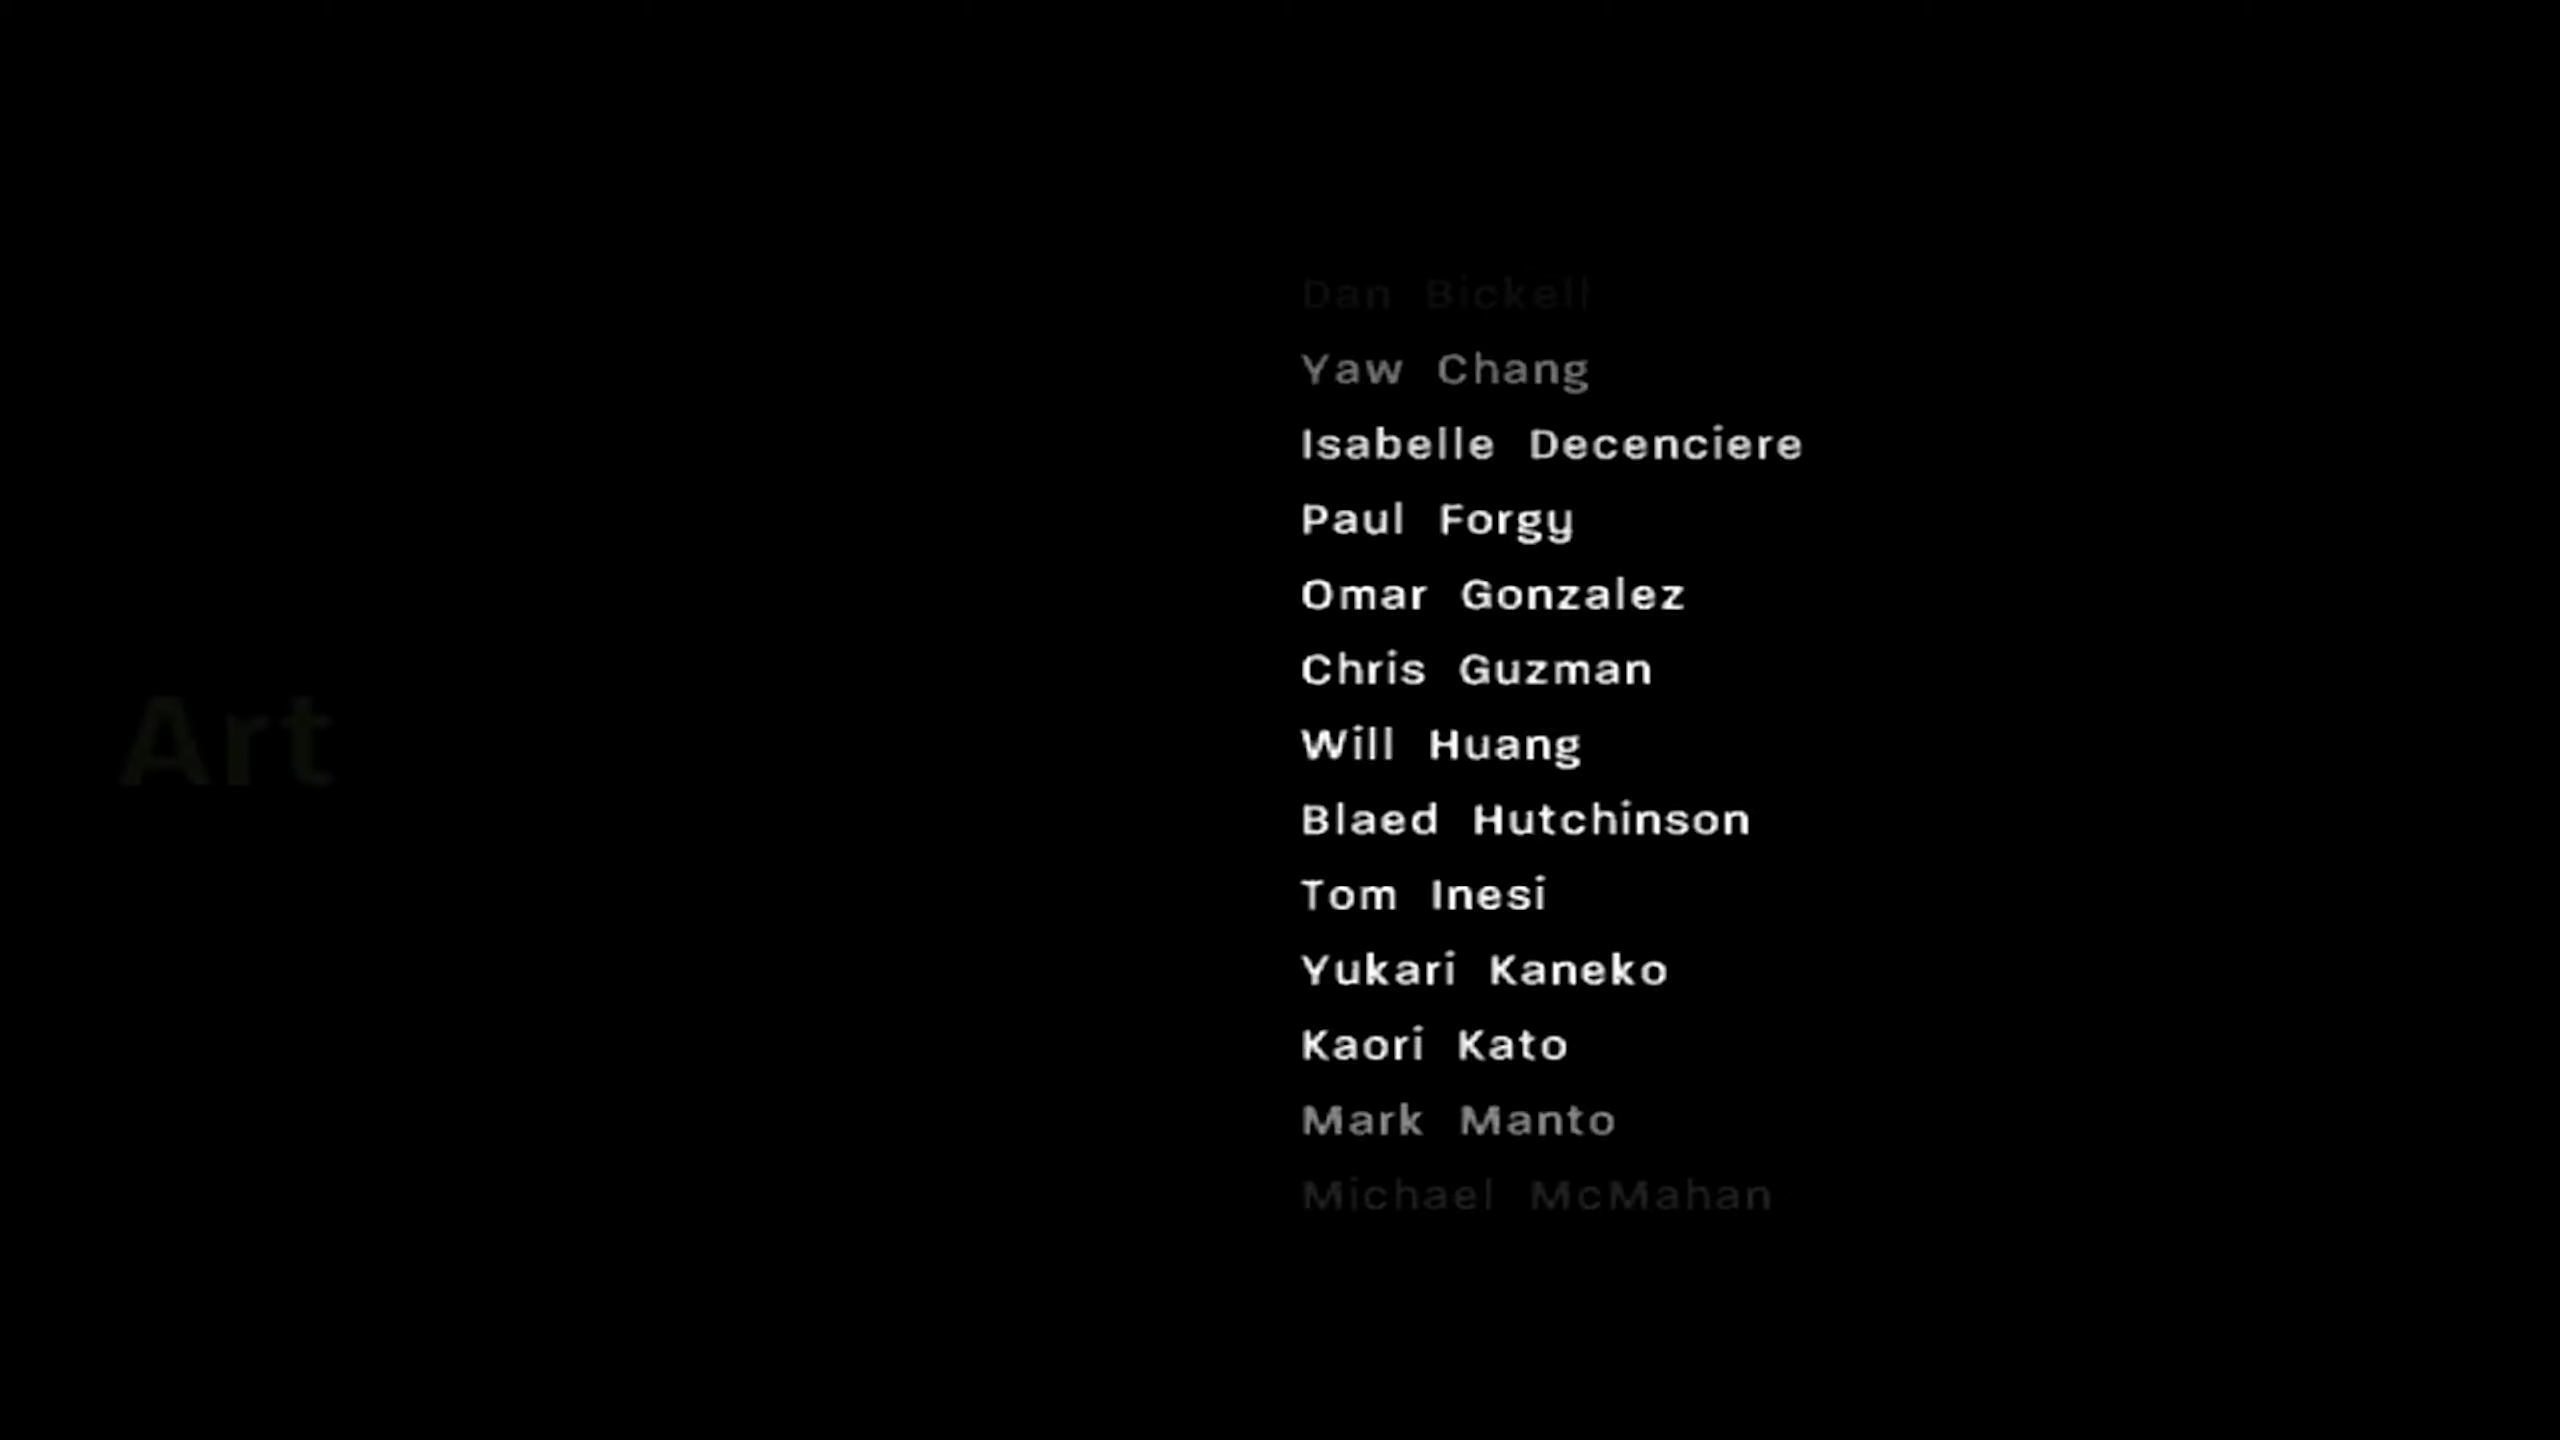 Dan Bickell
Yaw Chang
Isabelle Decenciere
Paul Forgy
Omar Gonzalez
Chris Guzman
Art
Will Huang
Blaed Hutchinson
Tom Inesi
Yukari Kaneko
Kaori Kato
Mark Manto
Michael McMahan